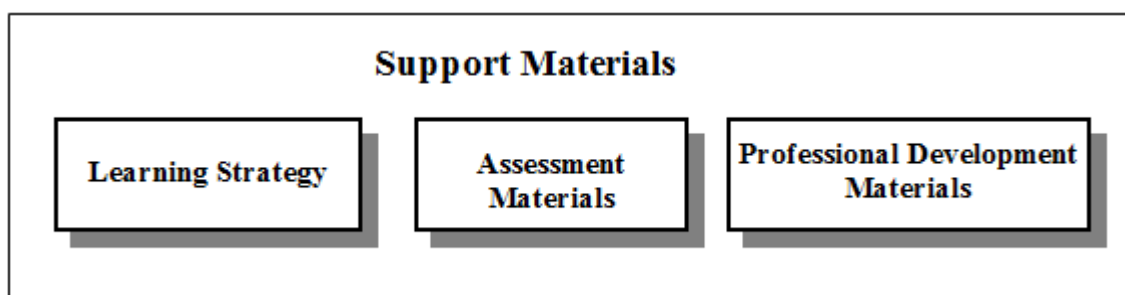 Support Materials
Learning Strategy
Assessment
Materials
Professional Development
Materials